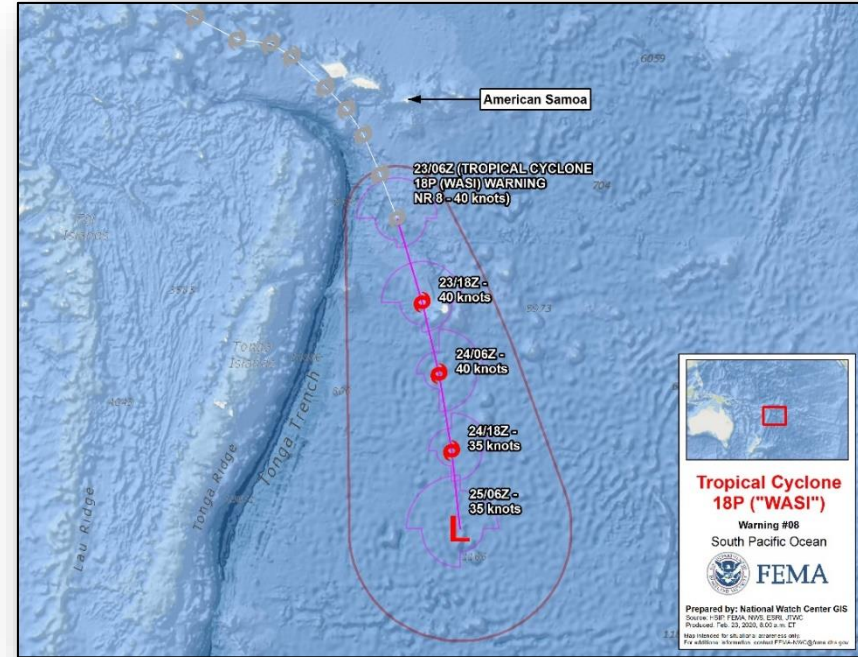 American Samoa
23/06Z (TROPICAL CYCLONE
18P (WASI) WARNING
NR 8 - 40 knots)
23/18Z -
40 knots
24/06Z -
40 knots
24/18Z -
35 knots
25/06Z -
35 knots
Tonga Trench
Tonga Ridge
Lau Ridge
Tropical Cyclone
18P ("WASI")
Warning #08
South Pacific Ocean
FEMA
Prepared by: National Watch Center GIS
Source: HSIP, FEMA, NWS, ESRI, JTWC
Produced: Feb. 23, 2020, 8:00 a.m. ET
Map intended for situational awareness only.